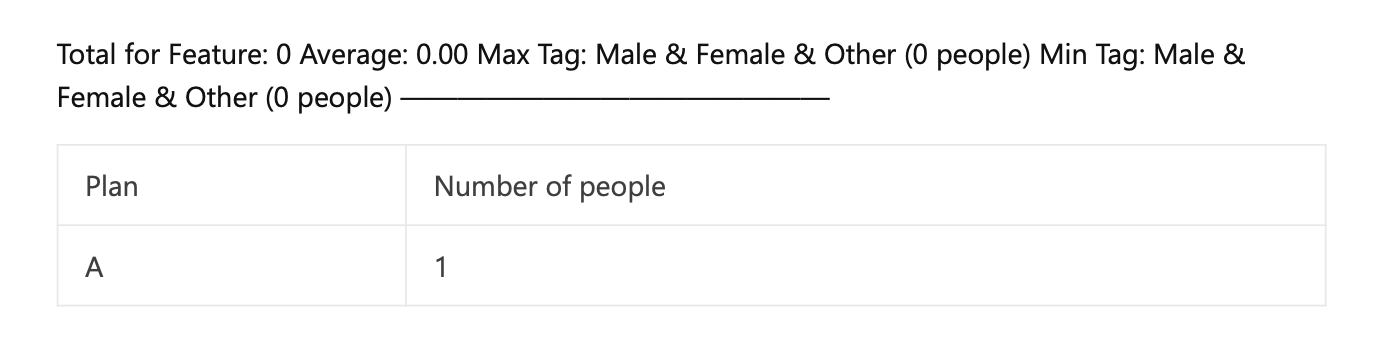 Total for Feature: 0 Average: 0.00 Max Tag: Male & Female & Other (0 people) Min Tag: Male &
Female & Other (0 people) ——————————————
Plan Number of people
A 1